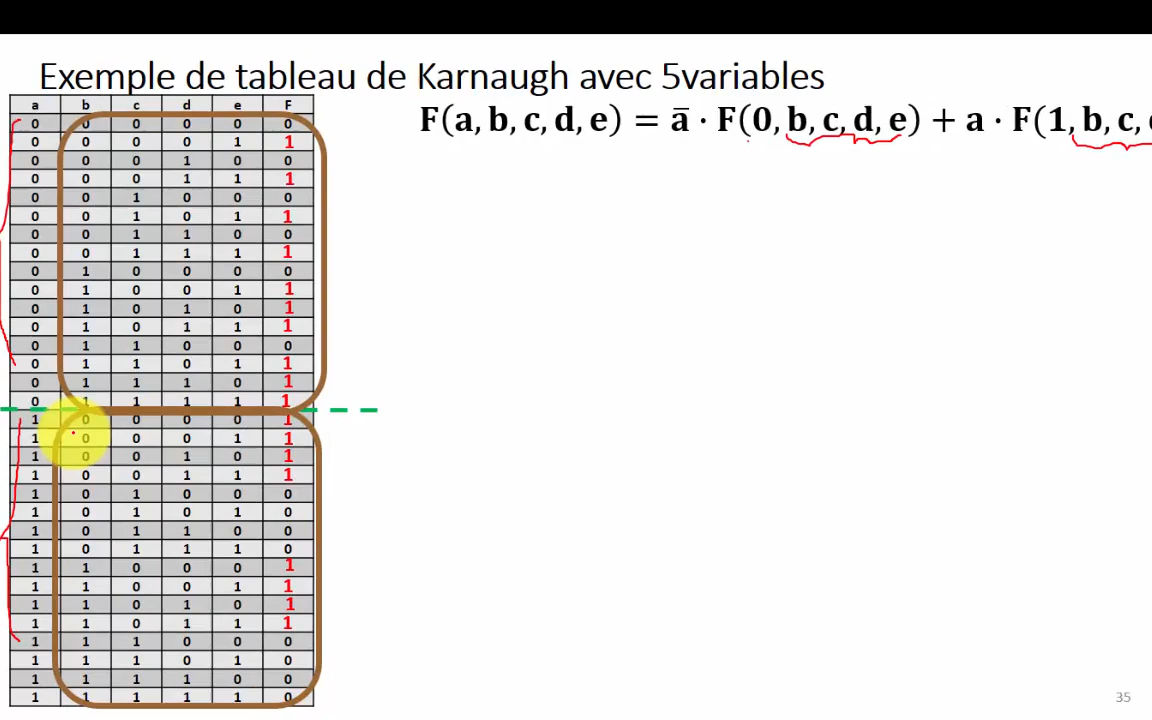 Exemple de tableau de Karnaugh avec 5variables
F(a, b, c, d, e) = a̅ · F(0, b, c, d, e) + a · F(1, b, c,
a b c d e F
0 0 0 0 0 0
0 0 0 0 1 1
0 0 0 1 0 0
0 0 0 1 1 1
0 0 1 0 0 0
0 0 1 0 1 1
0 0 1 1 0 0
0 0 1 1 1 1
0 1 0 0 0 0
0 1 0 0 1 1
0 1 0 1 0 1
0 1 0 1 1 1
0 1 1 0 0 0
0 1 1 0 1 1
0 1 1 1 0 1
0 1 1 1 1 1
1 0 0 0 0 1
1 0 0 0 1 1
1 0 0 1 0 1
1 0 0 1 1 1
1 0 1 0 0 0
1 0 1 0 1 0
1 0 1 1 0 0
1 0 1 1 1 0
1 1 0 0 0 1
1 1 0 0 1 1
1 1 0 1 0 1
1 1 0 1 1 1
1 1 1 0 0 0
1 1 1 0 1 0
1 1 1 1 0 0
1 1 1 1 1 0
35